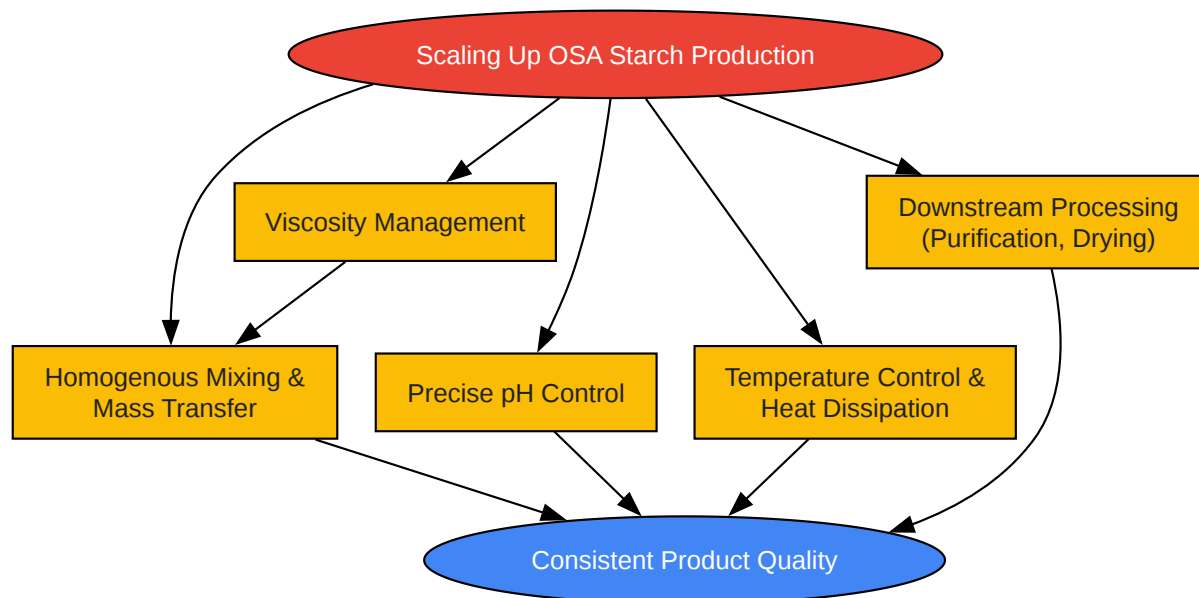 Scaling Up OSA Starch Production
Viscosity Management
Downstream Processing
(Purification, Drying)
Homogenous Mixing &
Mass Transfer
Precise pH Control
Temperature Control &
Heat Dissipation
Consistent Product Quality